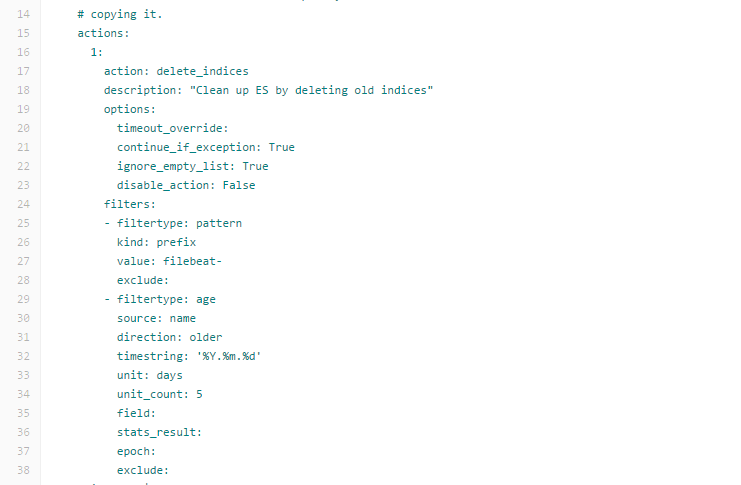 14 # copying it.
15 actions:
16 1:
17 action: delete_indices
18 description: "Clean up ES by deleting old indices"
19 options:
20 timeout_override:
21 continue_if_exception: True
22 ignore_empty_list: True
23 disable_action: False
24 filters:
25 - filtertype: pattern
26 kind: prefix
27 value: filebeat-
28 exclude:
29 - filtertype: age
30 source: name
31 direction: older
32 timestring: '%Y.%m.%d'
33 unit: days
34 unit_count: 5
35 field:
36 stats_result:
37 epoch:
38 exclude: